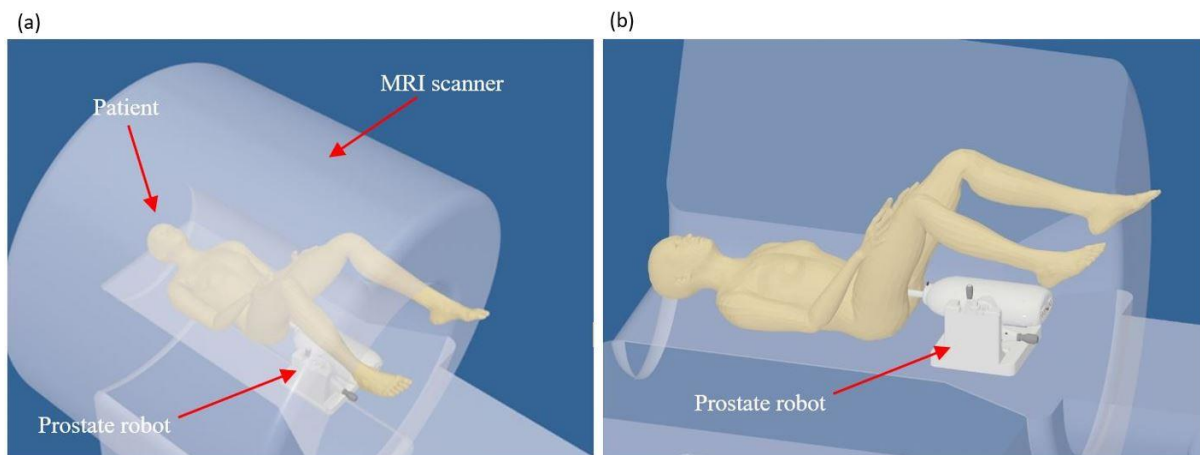 (a)
(b)
MRI scanner
Patient
Prostate robot
Prostate robot